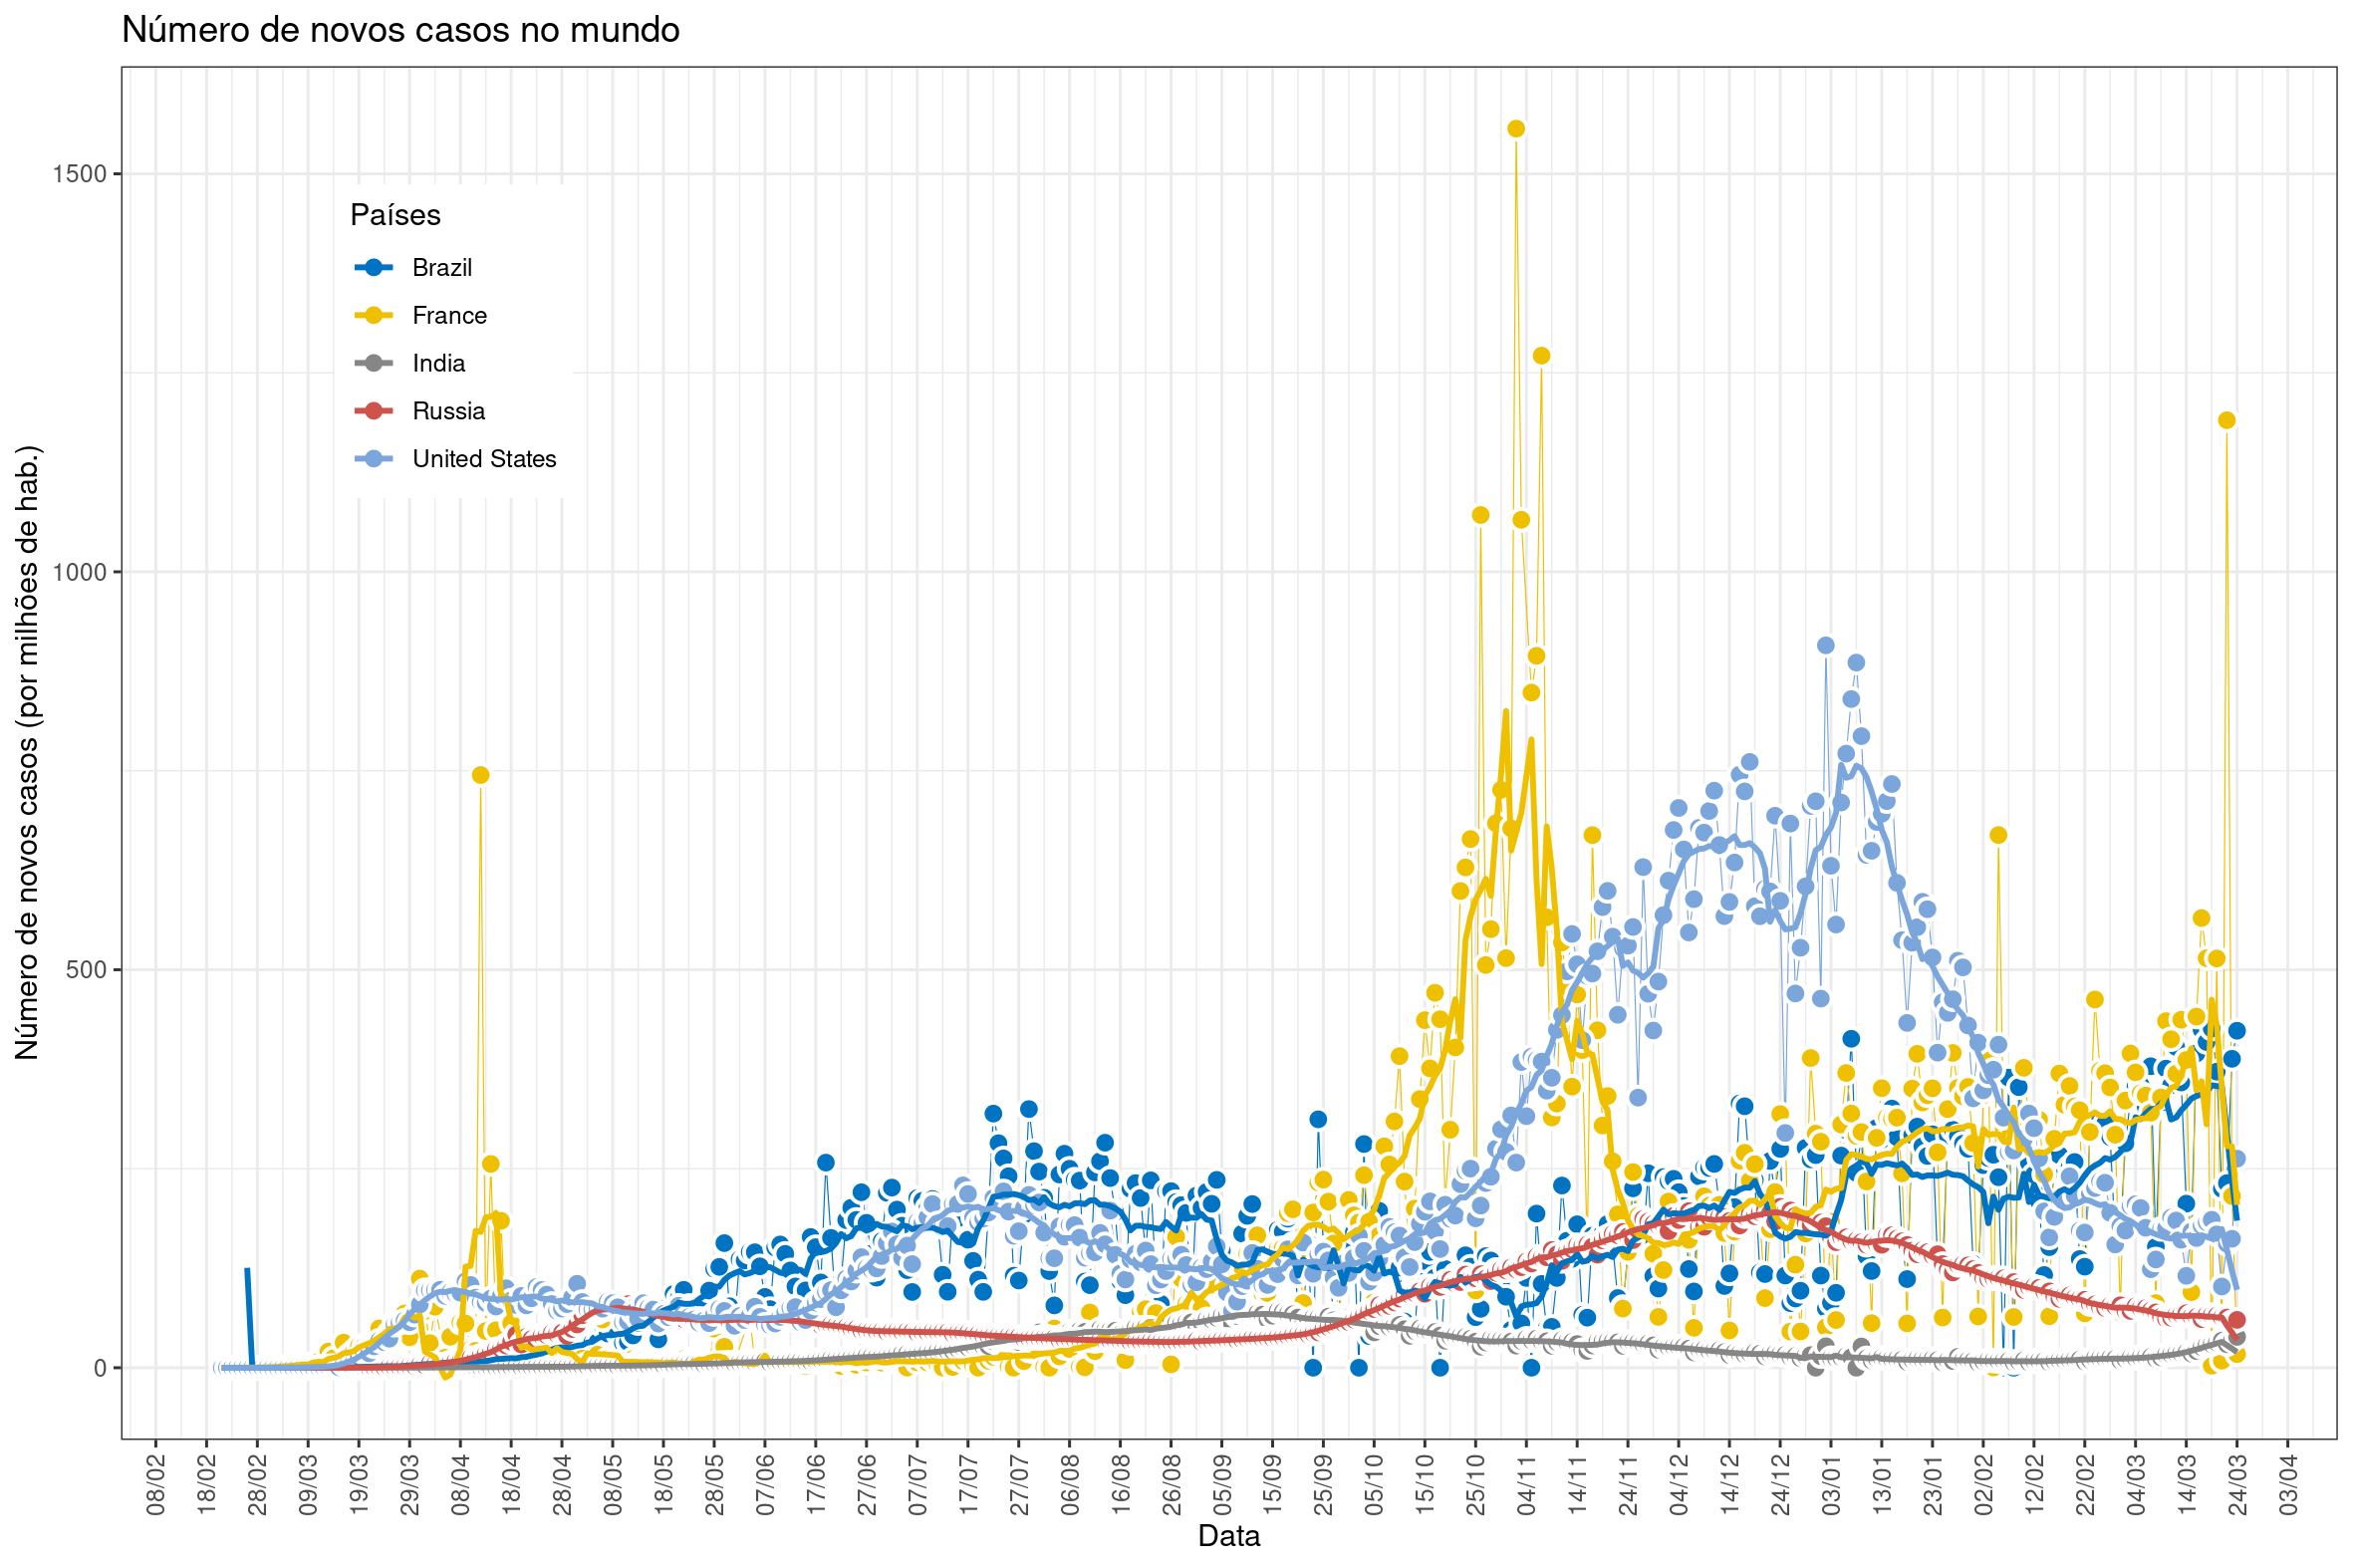 Número de novos casos no mundo
Número de novos casos (por milhões de hab.)
1500
1000
500
0
Países
Brazil
France
India
Russia
United States
08/02 18/02 28/02 09/03 19/03 29/03 08/04 18/04 28/04 08/05 18/05 28/05 07/06 17/06 27/06 07/07 17/07 27/07 06/08 16/08 26/08 05/09 15/09 25/09 05/10 15/10 25/10 04/11 14/11 24/11 04/12 14/12 24/12 03/01 13/01 23/01 02/02 12/02 22/02 04/03 14/03 24/03 03/04
Data